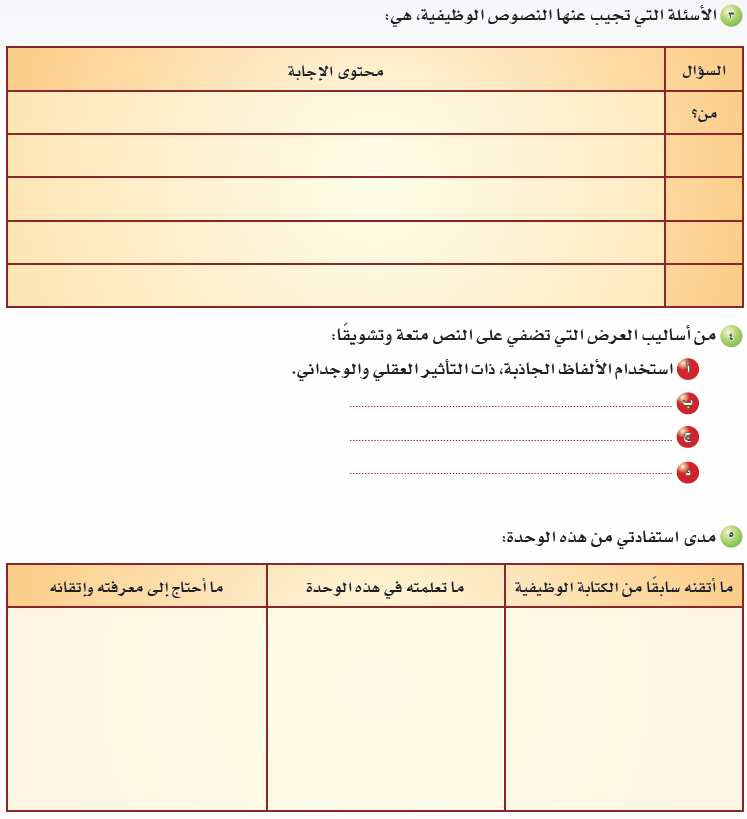 ٣ الأسئلة التي تجيب عنها النصوص الوظيفية، هي:
السؤال محتوى الإجابة
من؟
٤ من أساليب العرض التي تضفي على النص متعة وتشويقًا:
أ استخدام الألفاظ الجاذبة، ذات التأثير العقلي والوجداني.
ب
ج
د
٥ مدى استفادتي من هذه الوحدة:
ما أتقنه سابقًا من الكتابة الوظيفية ما تعلمته في هذه الوحدة ما أحتاج إلى معرفته وإتقانه